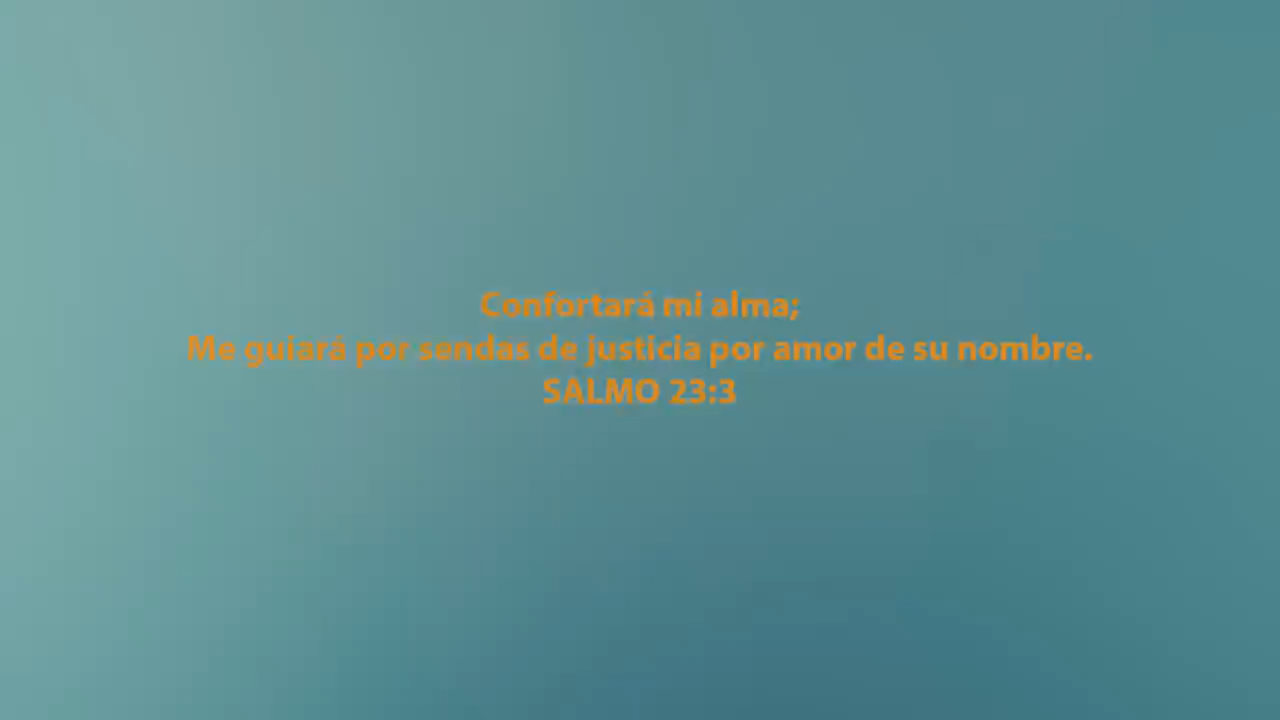 Confortará mi alma;
Me guiará por sendas de justicia por amor de su nombre.
SALMO 23:3